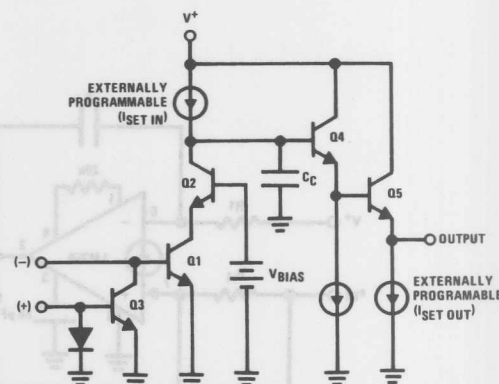 V+
EXTERNALLY
PROGRAMMABLE
(ISET IN)
Q4
Q2
CC
Q5
OUTPUT
(−)
Q1
VBIAS
EXTERNALLY
PROGRAMABLE
(ISET OUT)
(+)
Q3